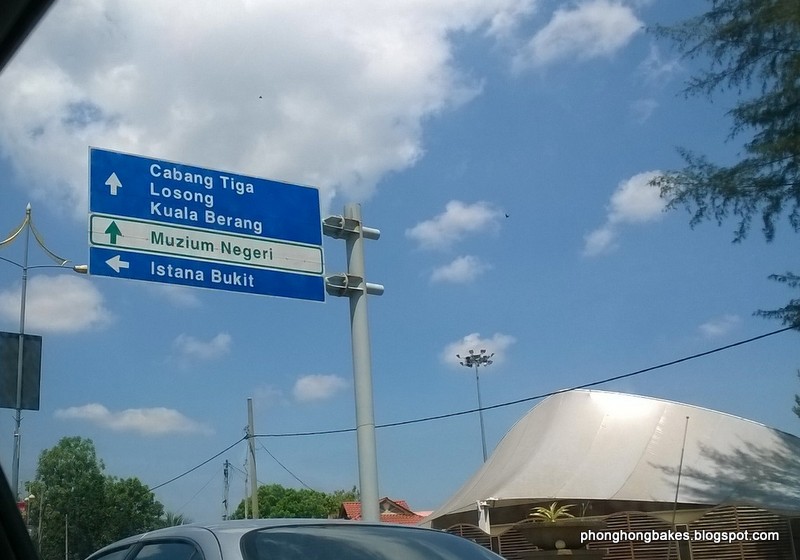 Cabang Tiga
Losong
Kuala Berang
Muzium Negeri
Istana Bukit
phonghongbakes.blogspot.com